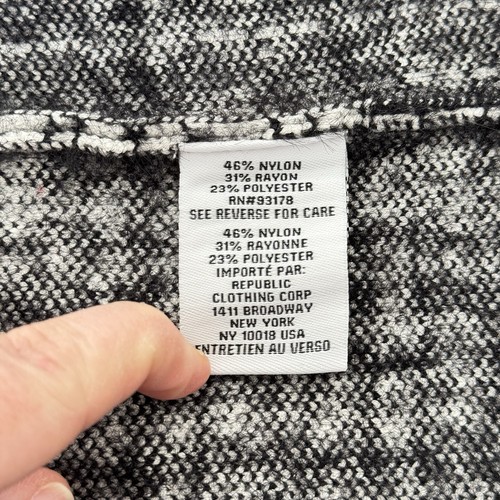 46% NYLON
31% RAYON
23% POLYESTER
RN#93178
SEE REVERSE FOR CARE
46% NYLON
31% RAYONNE
23% POLYESTER
IMPORTÉ PAR:
REPUBLIC
CLOTHING CORP
1411 BROADWAY
NEW YORK
NY 10018 USA
ENTRETIEN AU VERSO